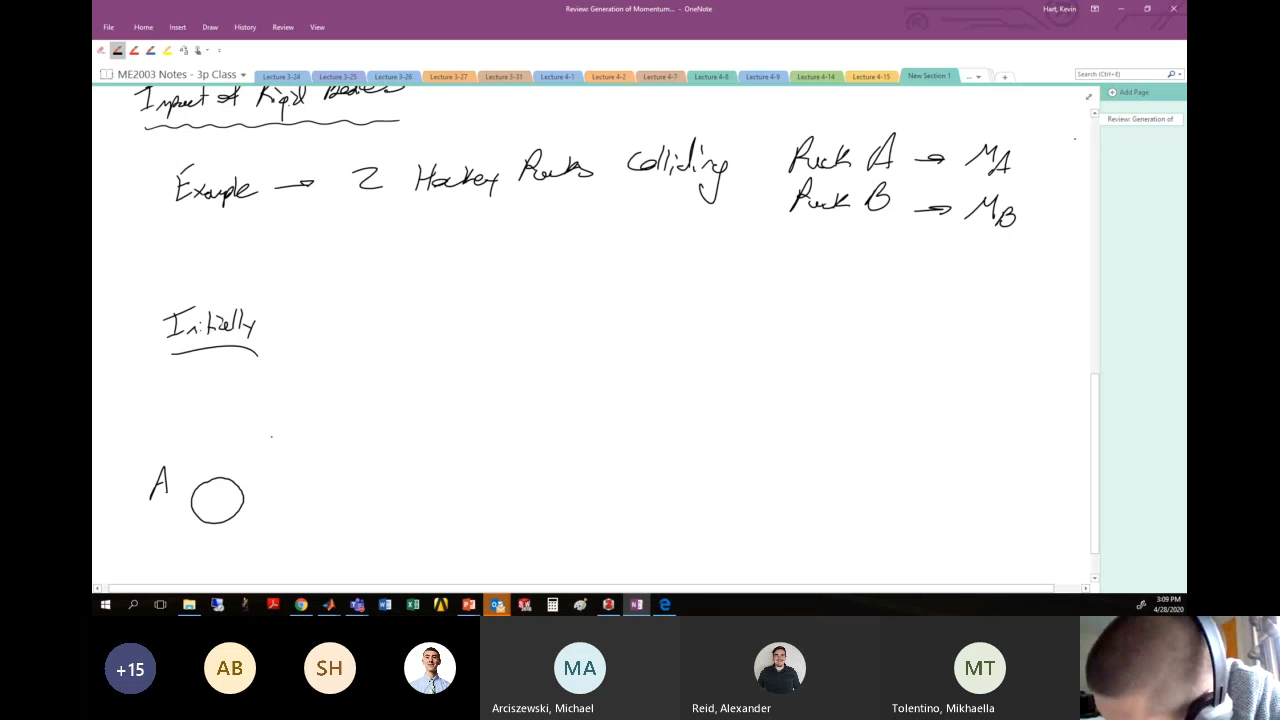 Review: Generation of Momentum... - OneNote
Hart, Kevin
File Home Insert Draw History Review View
ME2003 Notes - 3p Class
Lecture 3-24 Lecture 3-25 Lecture 3-26 Lecture 3-27 Lecture 3-31 Lecture 4-1 Lecture 4-2 Lecture 4-7 Lecture 4-8 Lecture 4-9 Lecture 4-14 Lecture 4-15 New Section 1
Search (Ctrl+E)
Add Page
Review: Generation of
Impact of Rigid Bodies
Example → 2 Hockey Pucks Colliding
Puck A → MA
Puck B → MB
Initially
A
3:09 PM
4/28/2020
+15
AB
SH
MA
MT
Arciszewski, Michael
Reid, Alexander
Tolentino, Mikhaella